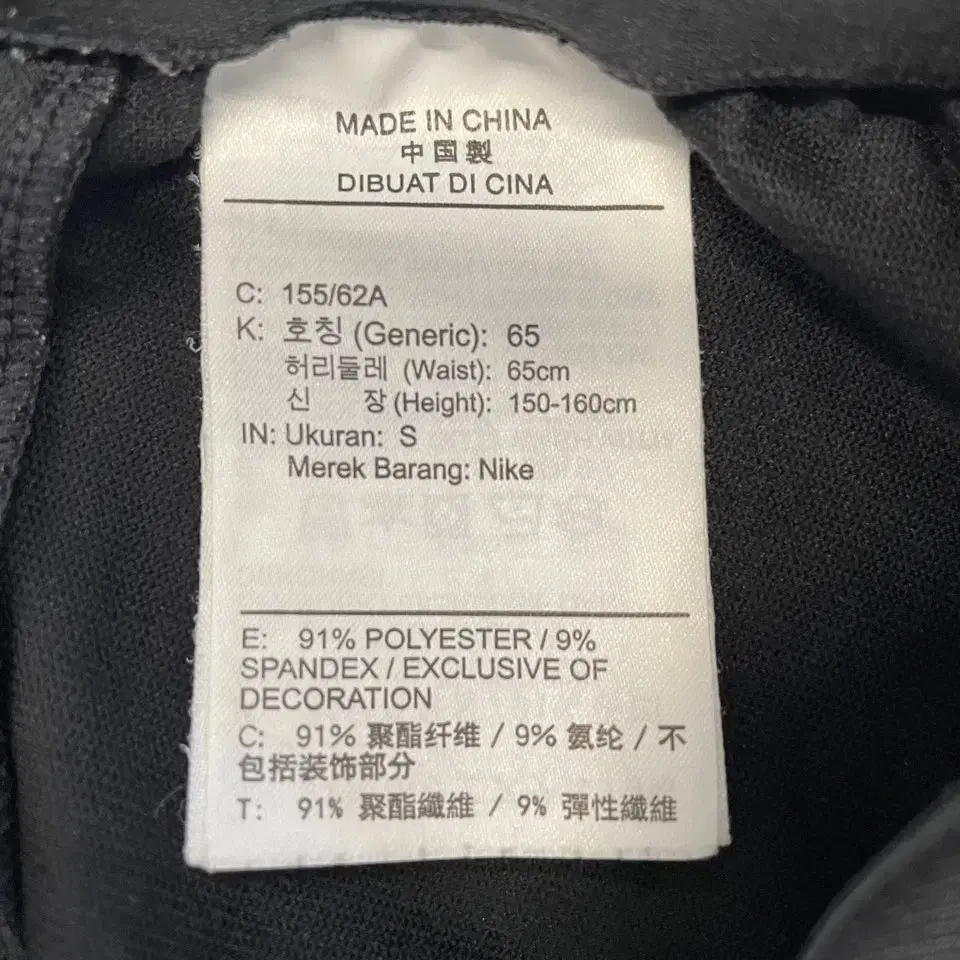 MADE IN CHINA
中国製
DIBUAT DI CINA
C: 155/62A
K: 호칭 (Generic): 65
허리둘레 (Waist): 65cm
신 장 (Height): 150-160cm
IN: Ukuran: S
Merek Barang: Nike
E: 91% POLYESTER / 9%
SPANDEX / EXCLUSIVE OF
DECORATION
C: 91% 聚酯纤维 / 9% 氨纶 / 不
包括装饰部分
T: 91% 聚酯纖維 / 9% 彈性纖維